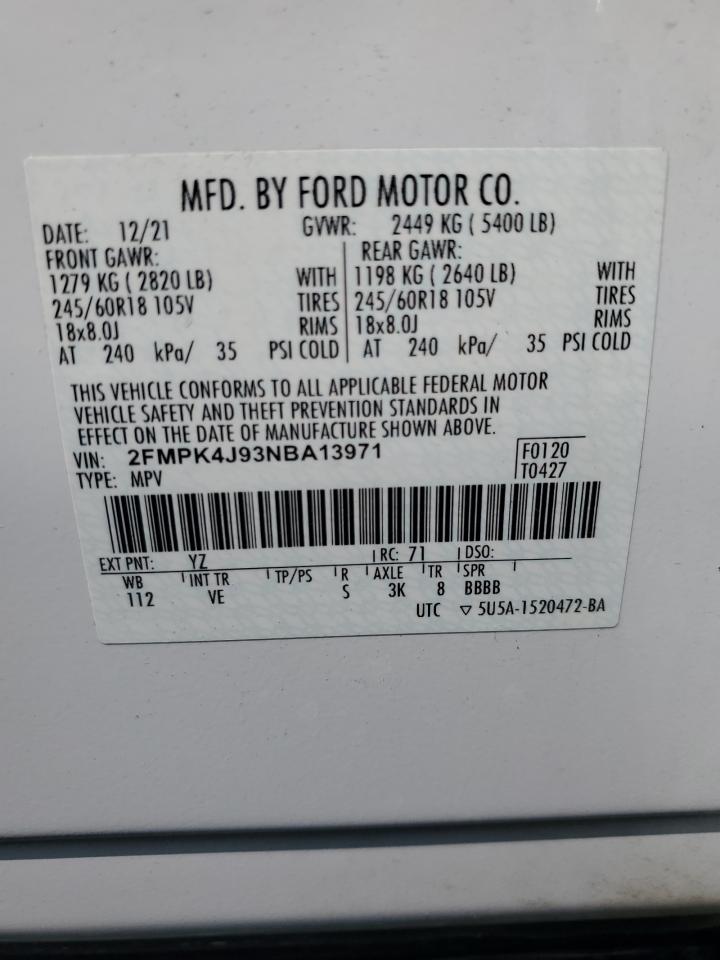 MFD. BY FORD MOTOR CO.
DATE: 12/21 GVWR: 2449 KG ( 5400 LB)
FRONT GAWR: REAR GAWR:
1279 KG ( 2820 LB) WITH 1198 KG ( 2640 LB) WITH
245/60R18 105V TIRES 245/60R18 105V TIRES
18x8.0J RIMS 18x8.0J RIMS
AT 240 kPa/ 35 PSI COLD AT 240 kPa/ 35 PSI COLD
THIS VEHICLE CONFORMS TO ALL APPLICABLE FEDERAL MOTOR
VEHICLE SAFETY AND THEFT PREVENTION STANDARDS IN
EFFECT ON THE DATE OF MANUFACTURE SHOWN ABOVE.
VIN: 2FMPK4J93NBA13971 F0120
TYPE: MPV T0427
EXT PNT: YZ RC: 71 DSO:
WB INT TR TP/PS R AXLE TR SPR
112 VE S 3K 8 BBBB
UTC ▽ 5U5A-1520472-BA